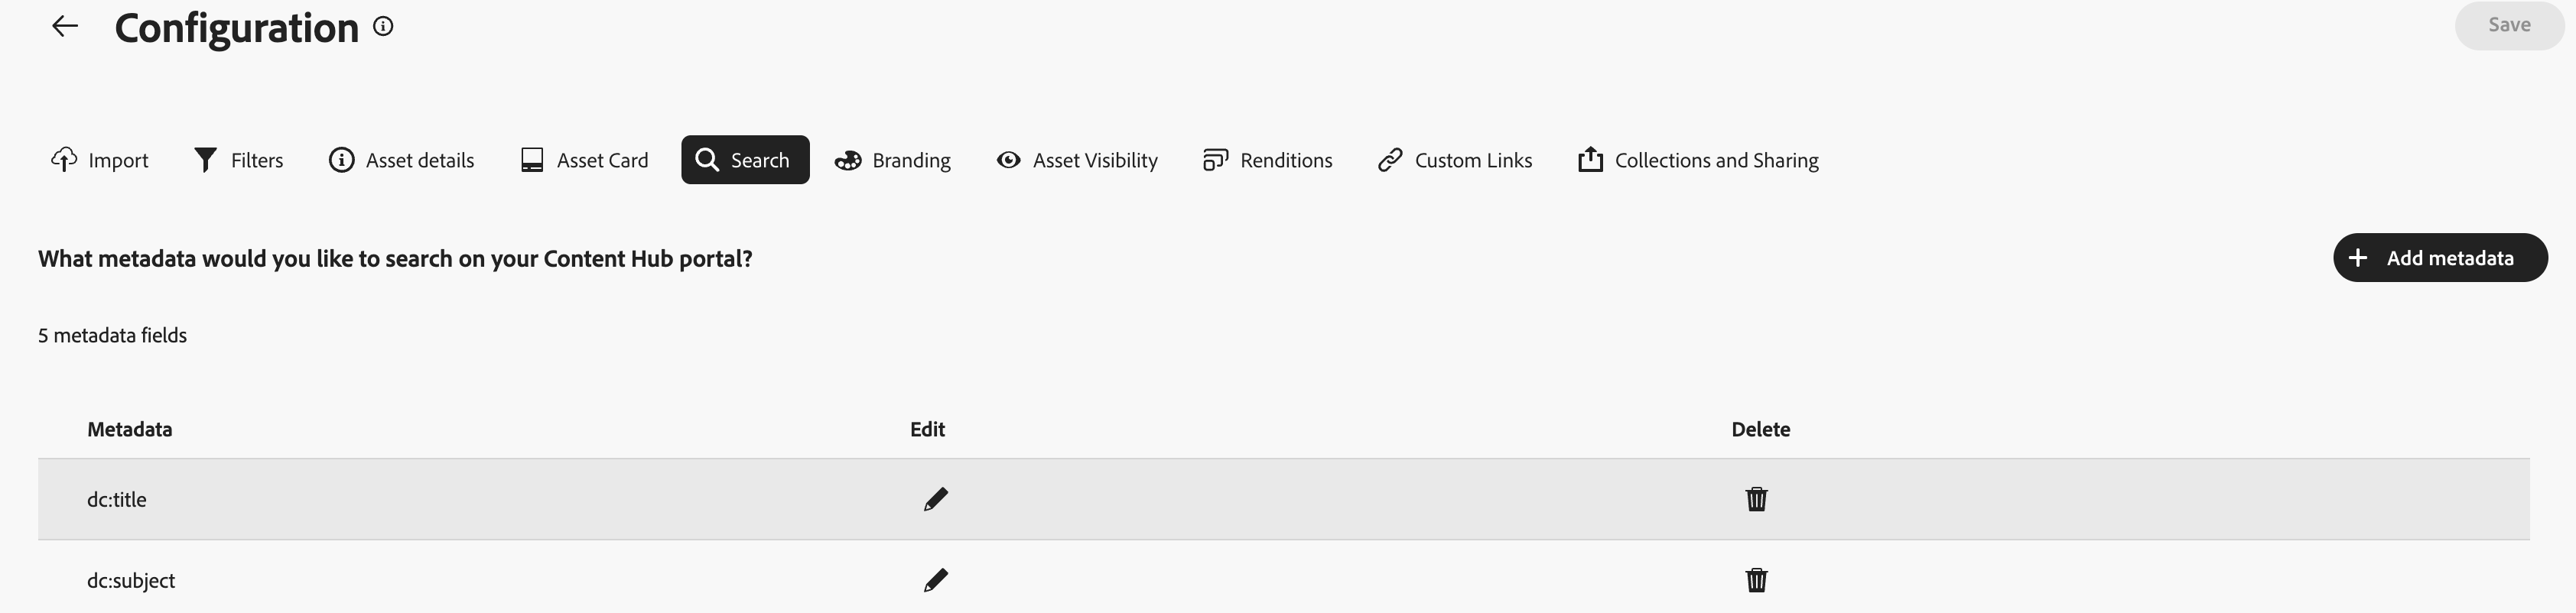 Configuration
Save
Import Filters Asset details Asset Card Search Branding Asset Visibility Renditions Custom Links Collections and Sharing
What metadata would you like to search on your Content Hub portal?
Add metadata
5 metadata fields
Metadata Edit Delete
dc:title
dc:subject